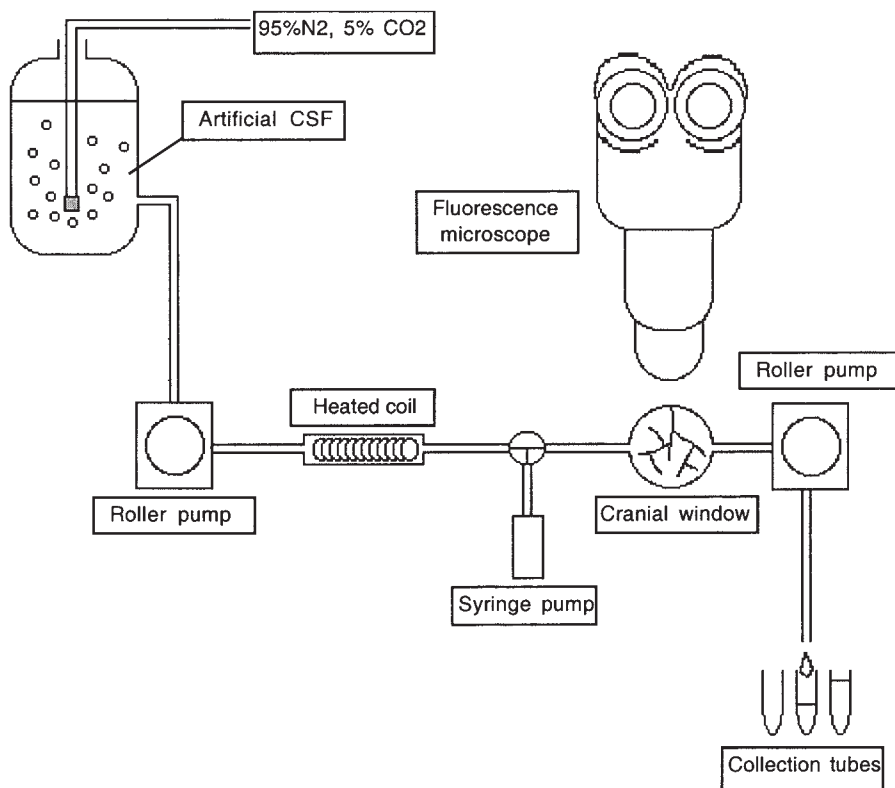 95%N2, 5% CO2
Artificial CSF
Fluorescence
microscope
Roller pump
Heated coil
Roller pump
Cranial window
Syringe pump
Collection tubes